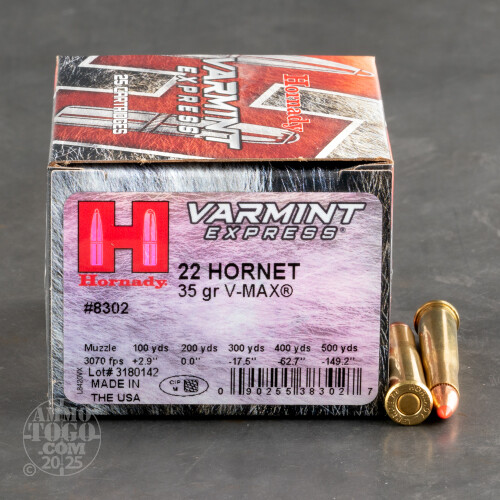 25 CARTRIDGES
VARMINT
EXPRESS
Hornady
H
Hornady
VARMINT
EXPRESS®
22 HORNET
35 gr V-MAX®
#8302
Muzzle 100 yds 200 yds 300 yds 400 yds 500 yds
3070 fps +2.9" 0.0" -17.5" -62.7" -149.2"
Lot# 3180142
MADE IN
THE USA
CIP
M
0 90255 38302 7
AMMO
TOGO
.COM
2025